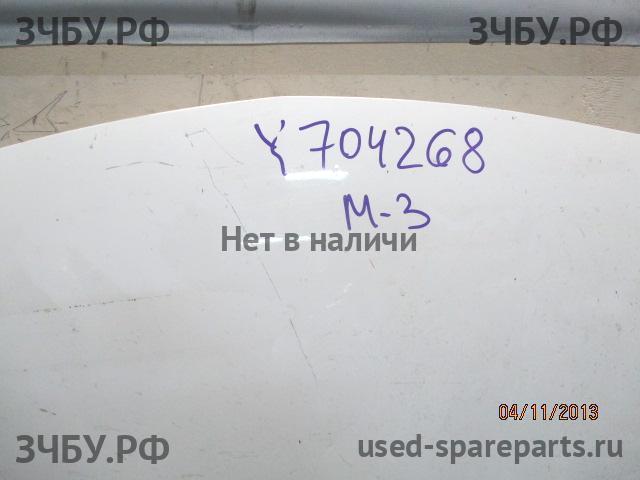 ЗЧБУ.РФ ЗЧБУ.РФ
Y704268
M-3
Нет в наличи
04/11/2013
ЗЧБУ.РФ used-spareparts.ru